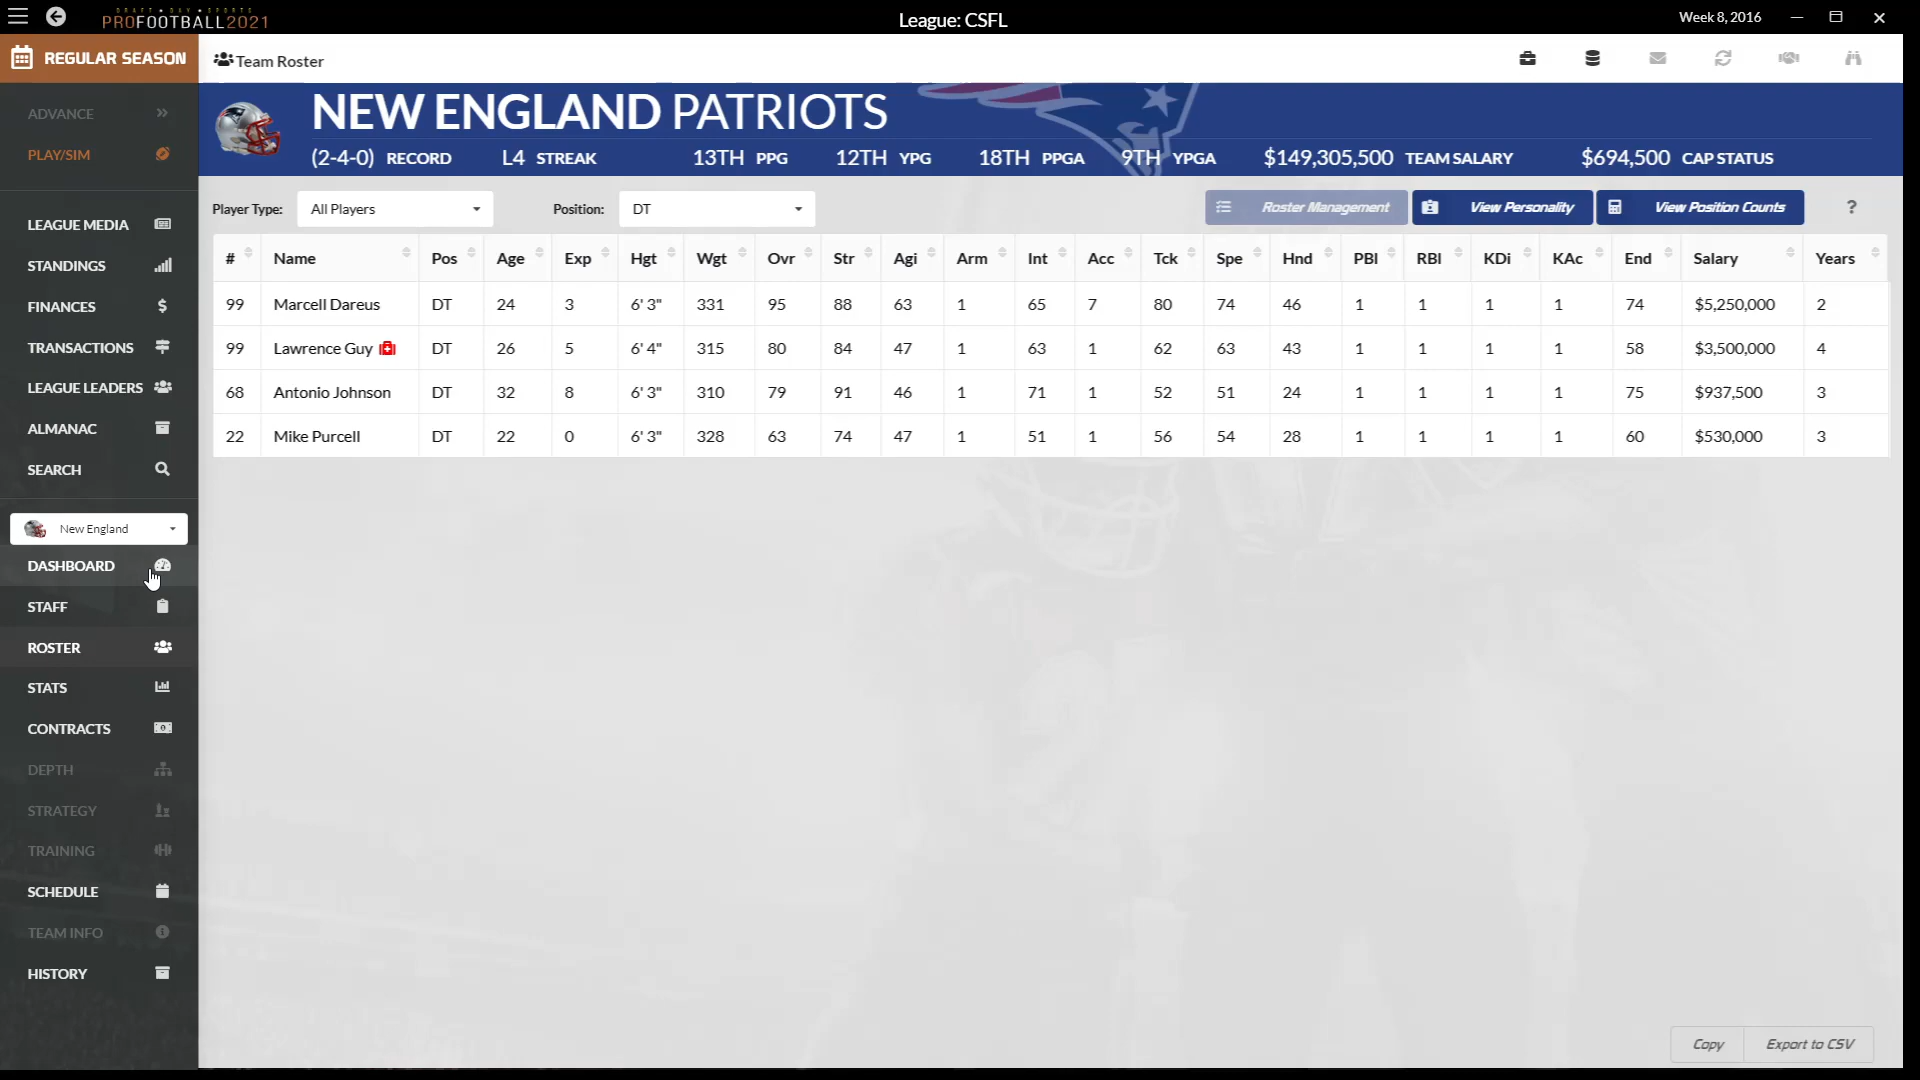 DRAFT • DAY • SPORTS
PROFOOTBALL2021
League: CSFL
Week 8, 2016
REGULAR SEASON
Team Roster
ADVANCE
PLAY/SIM
LEAGUE MEDIA
STANDINGS
FINANCES
TRANSACTIONS
LEAGUE LEADERS
ALMANAC
SEARCH
New England
DASHBOARD
STAFF
ROSTER
STATS
CONTRACTS
DEPTH
STRATEGY
TRAINING
SCHEDULE
TEAM INFO
HISTORY
NEW ENGLAND PATRIOTS
(2-4-0) RECORD L4 STREAK 13TH PPG 12TH YPG 18TH PPGA 9TH YPGA $149,305,500 TEAM SALARY $694,500 CAP STATUS
Player Type: All Players Position: DT Roster Management View Personality View Position Counts ?
# Name Pos Age Exp Hgt Wgt Ovr Str Agi Arm Int Acc Tck Spe Hnd PBl RBl KDi KAc End Salary Years
99 Marcell Dareus DT 24 3 6' 3" 331 95 88 63 1 65 7 80 74 46 1 1 1 1 74 $5,250,000 2
99 Lawrence Guy DT 26 5 6' 4" 315 80 84 47 1 63 1 62 63 43 1 1 1 1 58 $3,500,000 4
68 Antonio Johnson DT 32 8 6' 3" 310 79 91 46 1 71 1 52 51 24 1 1 1 1 75 $937,500 3
22 Mike Purcell DT 22 0 6' 3" 328 63 74 47 1 51 1 56 54 28 1 1 1 1 60 $530,000 3
Copy Export to CSV